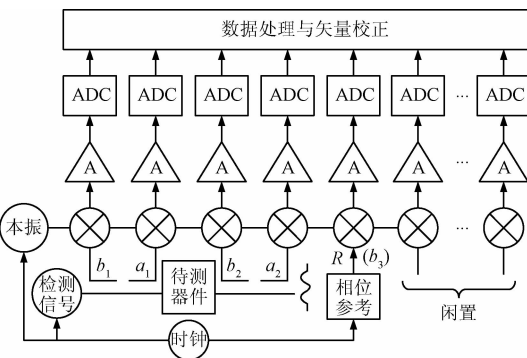 数据处理与矢量校正
ADC ADC ADC ADC ADC ADC ... ADC
A A A A A A ... A
本振 ...
b₁ a₁ b₂ a₂ R (b₃)
检测
信号
待测
器件
相位
参考
闲置
时钟